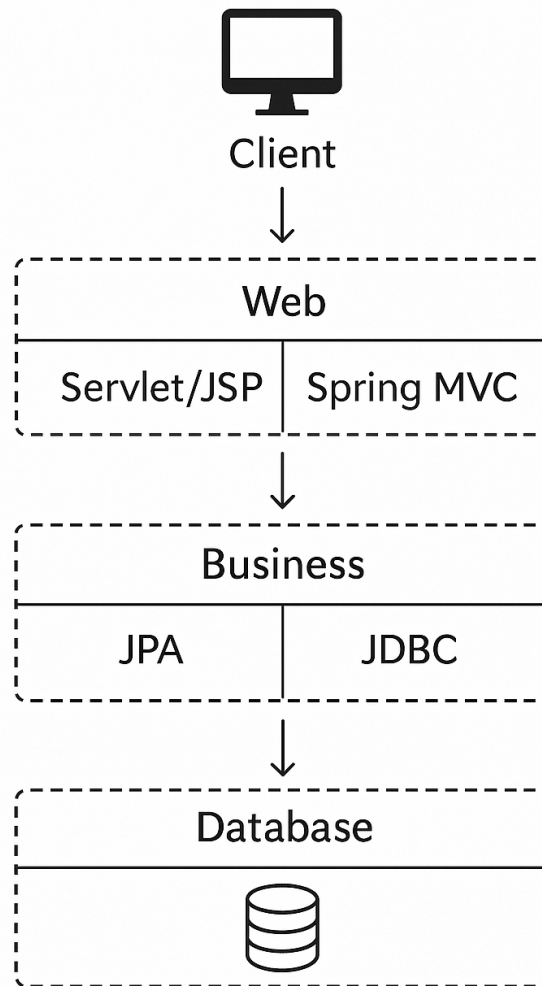 Client
Web
Servlet/JSP
Spring MVC
Business
JPA
JDBC
Database